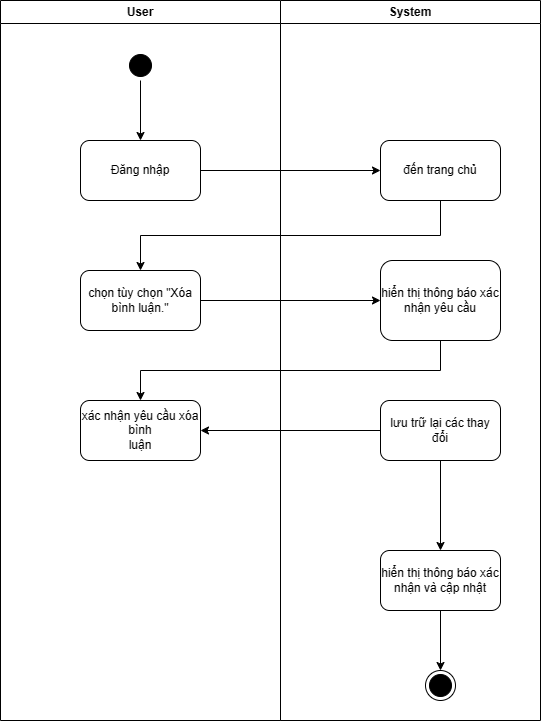 User
System
Đăng nhập
đến trang chủ
chọn tùy chọn "Xóa
bình luận."
hiển thị thông báo xác
nhận yêu cầu
xác nhận yêu cầu xóa
bình
luận
lưu trữ lại các thay
đổi
hiển thị thông báo xác
nhận và cập nhật